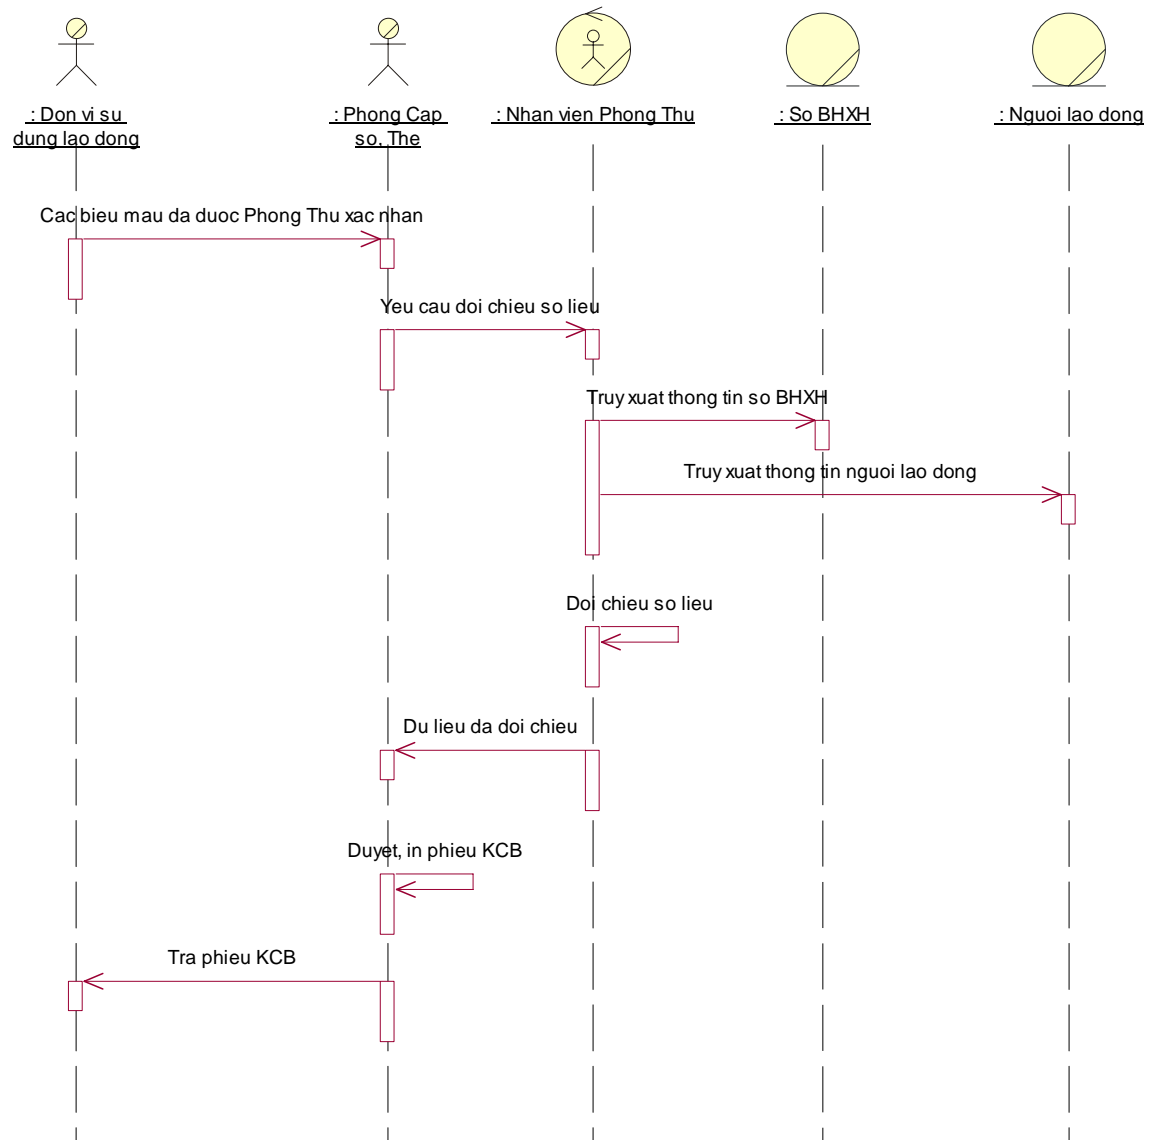 : Don vi su
dung lao dong
: Phong Cap
so, The
: Nhan vien Phong Thu
: So BHXH
: Nguoi lao dong
Cac bieu mau da duoc Phong Thu xac nhan
Yeu cau doi chieu so lieu
Truy xuat thong tin so BHXH
Truy xuat thong tin nguoi lao dong
Doi chieu so lieu
Du lieu da doi chieu
Duyet, in phieu KCB
Tra phieu KCB